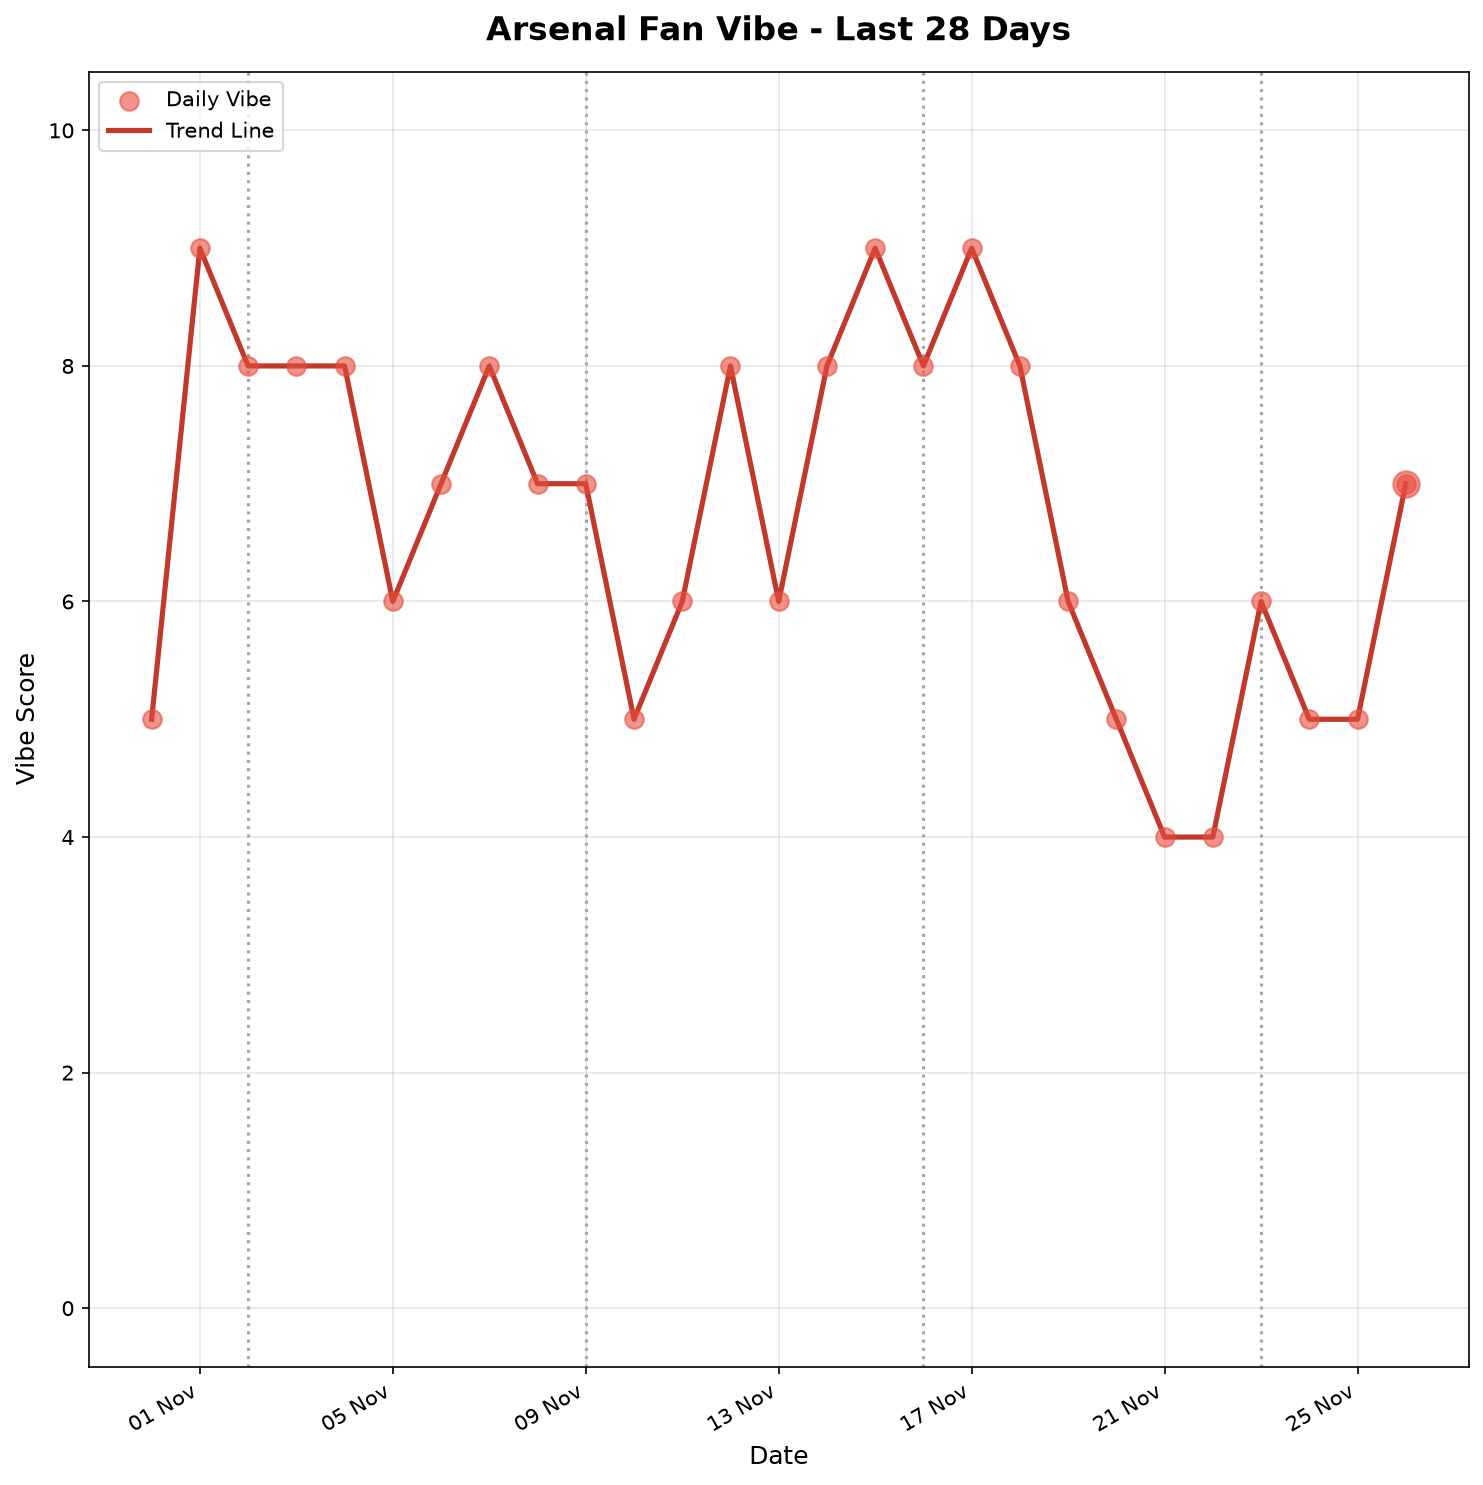 Arsenal Fan Vibe - Last 28 Days
Daily Vibe
Trend Line
10
8
6
4
2
0
Vibe Score
01 Nov
05 Nov
09 Nov
13 Nov
17 Nov
21 Nov
25 Nov
Date